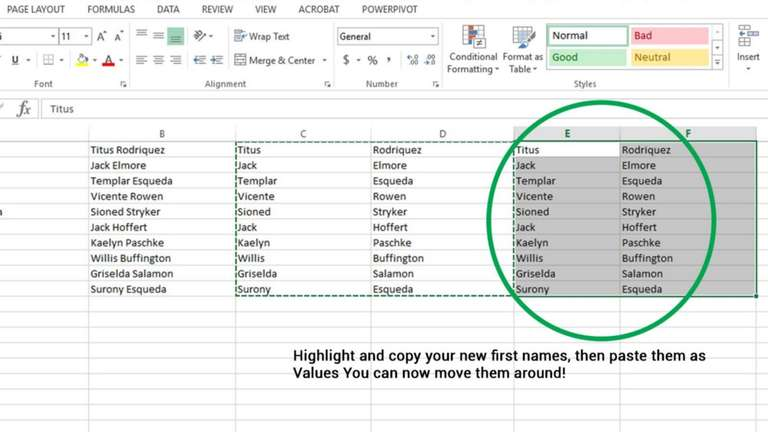 PAGE LAYOUT FORMULAS DATA REVIEW VIEW ACROBAT POWERPIVOT
11 A A Wrap Text General Normal Bad
U A Merge & Center $ % , Conditional Formatting Format as Table Good Neutral Insert
Font Alignment Number Styles
fx Titus
B C D E F
Titus Rodriquez Titus Rodriquez Titus Rodriquez
Jack Elmore Jack Elmore Jack Elmore
Templar Esqueda Templar Esqueda Templar Esqueda
Vicente Rowen Vicente Rowen Vicente Rowen
Sioned Stryker Sioned Stryker Sioned Stryker
Jack Hoffert Jack Hoffert Jack Hoffert
Kaelyn Paschke Kaelyn Paschke Kaelyn Paschke
Willis Buffington Willis Buffington Willis Buffington
Griselda Salamon Griselda Salamon Griselda Salamon
Surony Esqueda Surony Esqueda Surony Esqueda
Highlight and copy your new first names, then paste them as
Values You can now move them around!